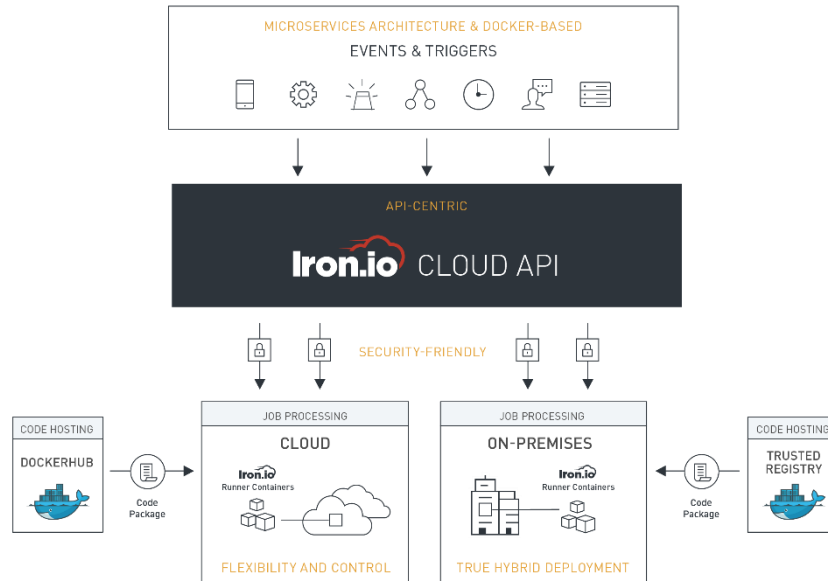 MICROSERVICES ARCHITECTURE & DOCKER-BASED
EVENTS & TRIGGERS
API-CENTRIC
Iron.io CLOUD API
SECURITY-FRIENDLY
CODE HOSTING
DOCKERHUB
Code
Package
JOB PROCESSING
CLOUD
Iron.io
Runner Containers
FLEXIBILITY AND CONTROL
JOB PROCESSING
ON-PREMISES
Iron.io
Runner Containers
TRUE HYBRID DEPLOYMENT
Code
Package
CODE HOSTING
TRUSTED
REGISTRY